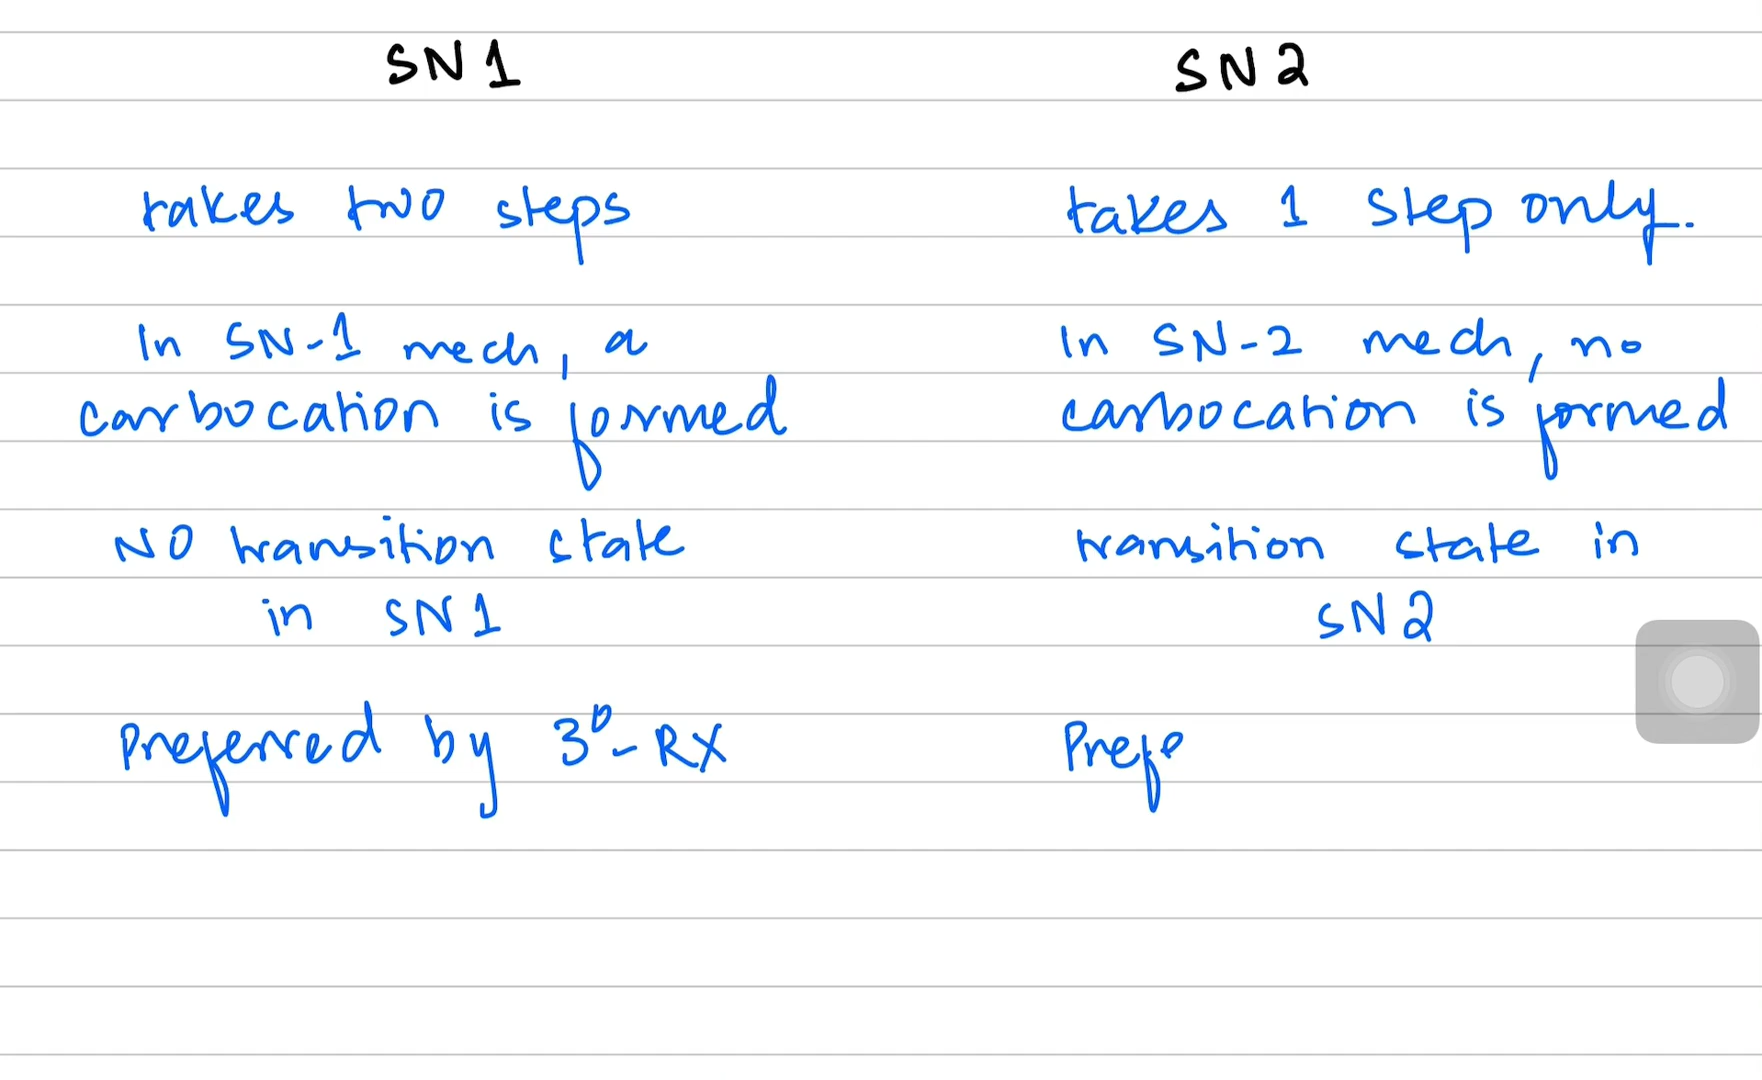 SN1
SN2
takes two steps
takes 1 step only.
In SN-1 mech, a
carbocation is formed
In SN-2 mech, no
carbocation is formed
NO transition state
in SN1
transition state in
SN2
Preferred by 3°-RX
Prefe